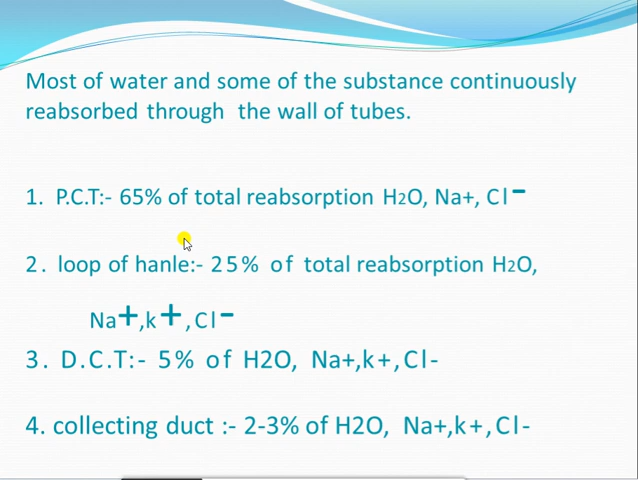 Most of water and some of the substance continuously
reabsorbed through the wall of tubes.
1. P.C.T:- 65% of total reabsorption H2O, Na+, Cl-
2. loop of hanle:- 25% of total reabsorption H2O,
Na+,k+,Cl-
3. D.C.T:- 5% of H2O, Na+,k+,Cl-
4. collecting duct :- 2-3% of H2O, Na+,k+,Cl-